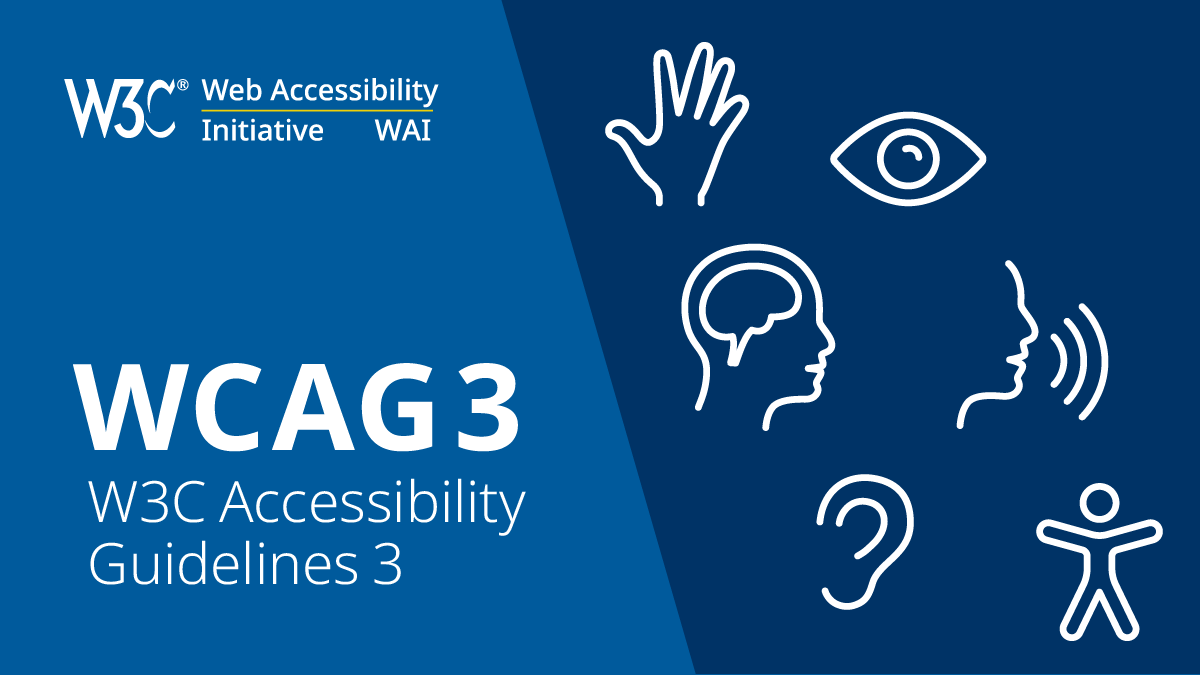 W3C® Web Accessibility
Initiative WAI
WCAG 3
W3C Accessibility
Guidelines 3